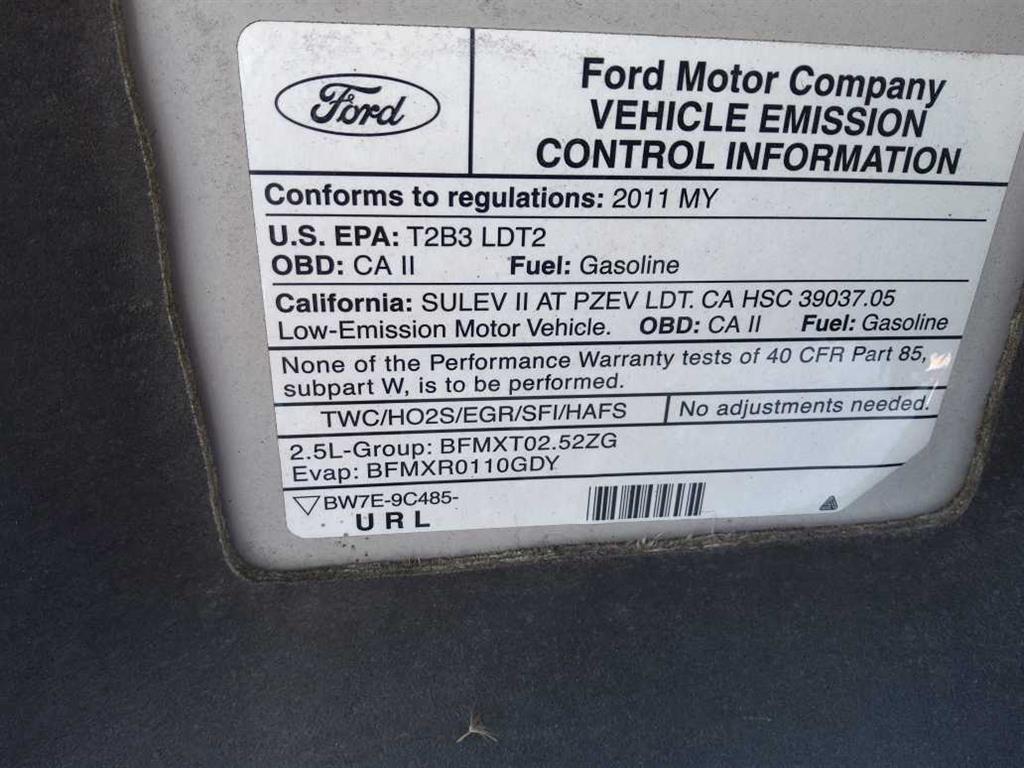 Ford
Ford Motor Company
VEHICLE EMISSION
CONTROL INFORMATION
Conforms to regulations: 2011 MY
U.S. EPA: T2B3 LDT2
OBD: CA II Fuel: Gasoline
California: SULEV II AT PZEV LDT. CA HSC 39037.05
Low-Emission Motor Vehicle. OBD: CA II Fuel: Gasoline
None of the Performance Warranty tests of 40 CFR Part 85,
subpart W, is to be performed.
TWC/HO2S/EGR/SFI/HAFS No adjustments needed.
2.5L-Group: BFMXT02.52ZG
Evap: BFMXR0110GDY
BW7E-9C485-
URL